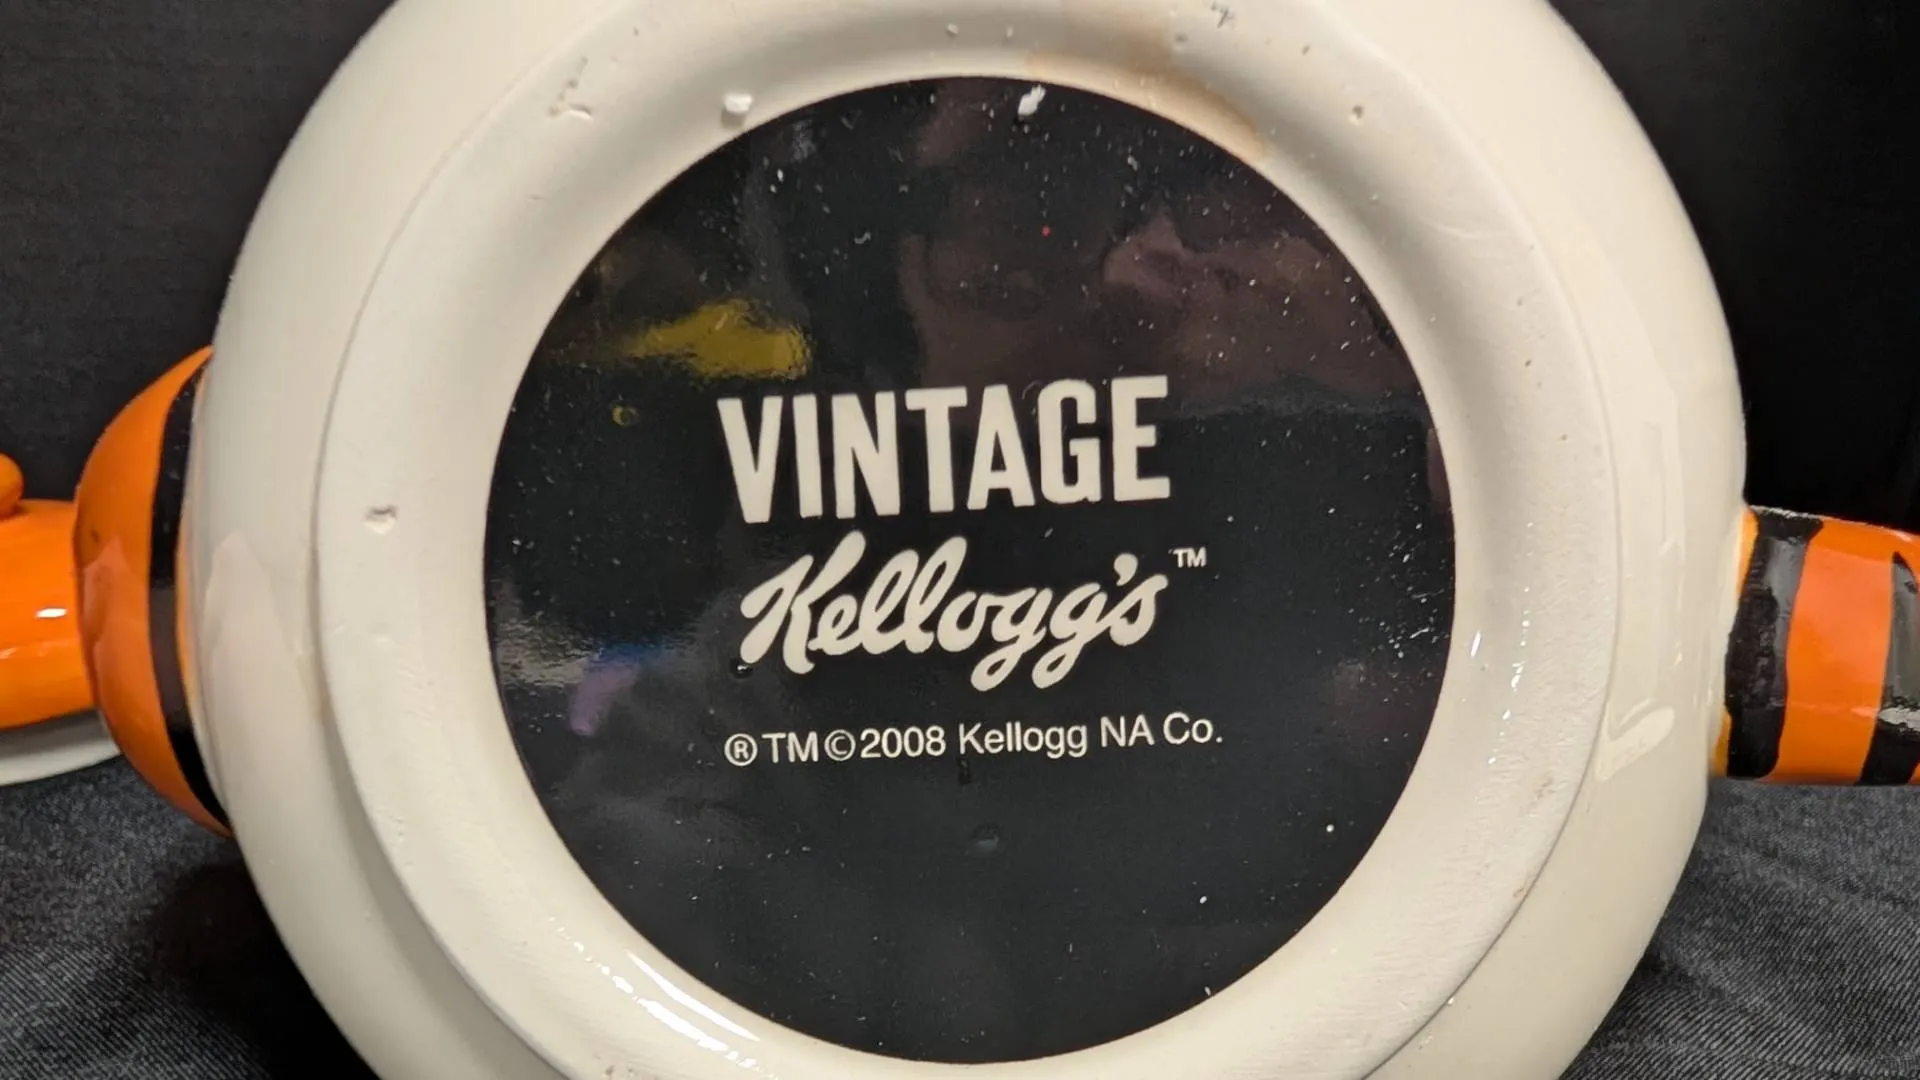 VINTAGE
Kellogg's™
®TM©2008 Kellogg NA Co.